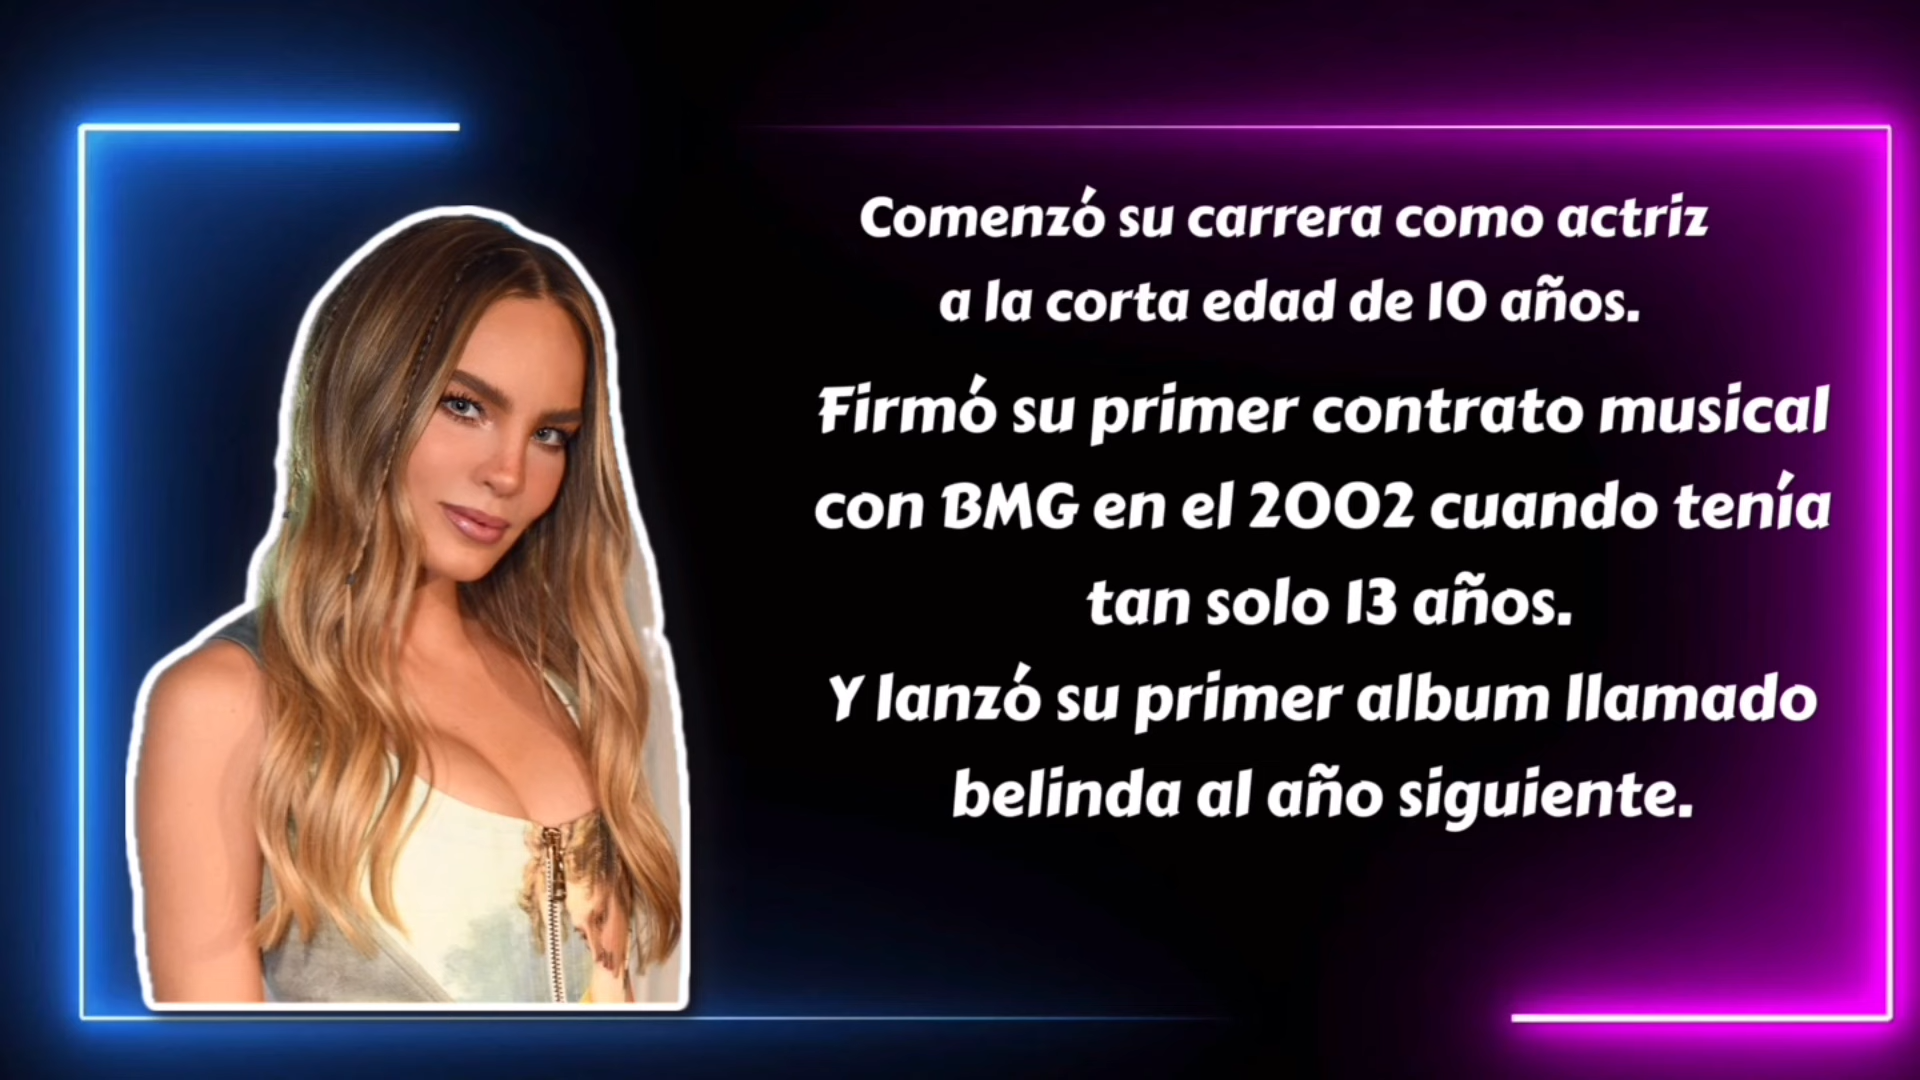 Comenzó su carrera como actriz
a la corta edad de 10 años.
Firmó su primer contrato musical
con BMG en el 2002 cuando tenía
tan solo 13 años.
Y lanzó su primer album llamado
belinda al año siguiente.